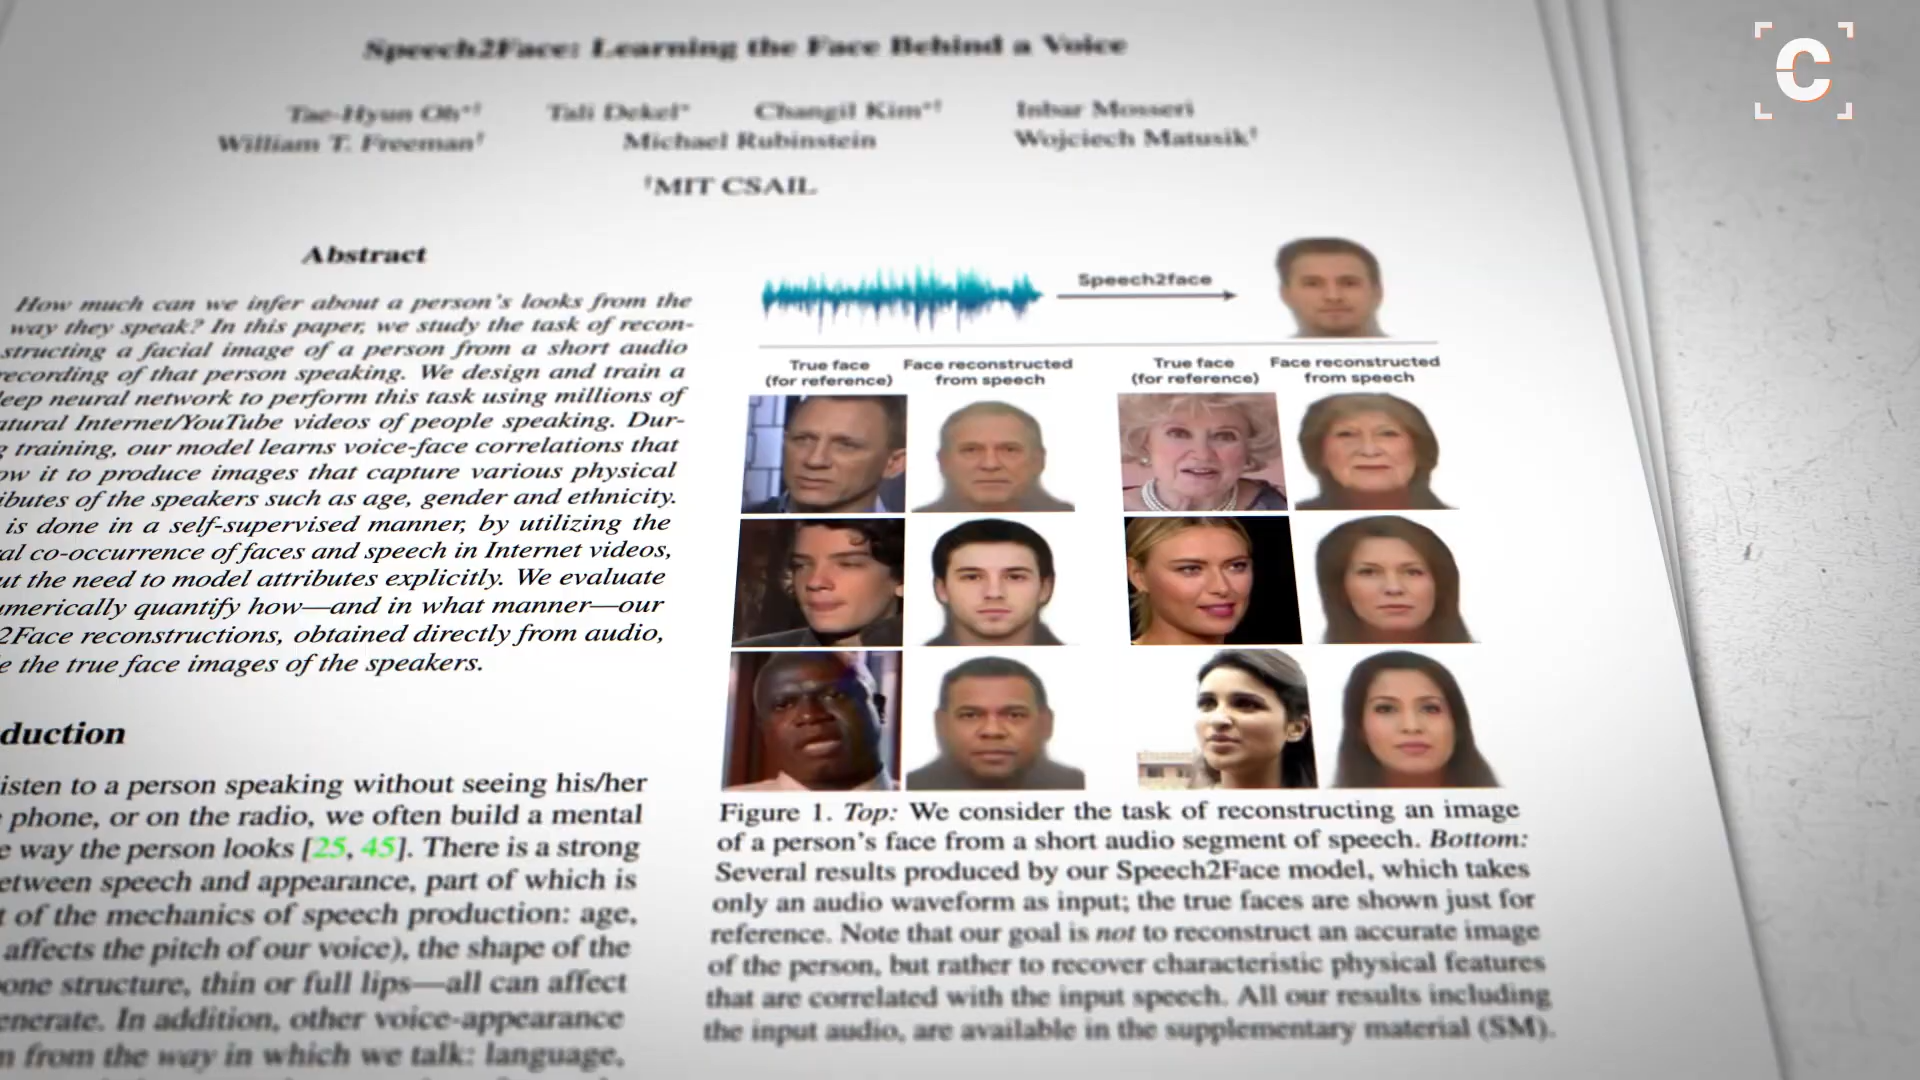 C
Speech2Face: Learning the Face Behind a Voice
Tae-Hyun Oh*† Tali Dekel* Changil Kim*† Inbar Mosseri
William T. Freeman† Michael Rubinstein Wojciech Matusik†
†MIT CSAIL
Abstract
How much can we infer about a person's looks from the
way they speak? In this paper, we study the task of recon-
structing a facial image of a person from a short audio
recording of that person speaking. We design and train a
eep neural network to perform this task using millions of
atural Internet/YouTube videos of people speaking. Dur-
g training, our model learns voice-face correlations that
ow it to produce images that capture various physical
ibutes of the speakers such as age, gender and ethnicity.
is done in a self-supervised manner, by utilizing the
al co-occurrence of faces and speech in Internet videos,
ut the need to model attributes explicitly. We evaluate
umerically quantify how—and in what manner—our
2Face reconstructions, obtained directly from audio,
e the true face images of the speakers.
duction
isten to a person speaking without seeing his/her
phone, or on the radio, we often build a mental
e way the person looks [25, 45]. There is a strong
etween speech and appearance, part of which is
t of the mechanics of speech production: age,
affects the pitch of our voice), the shape of the
one structure, thin or full lips—all can affect
enerate. In addition, other voice-appearance
n from the way in which we talk: language,
Speech2face
True face Face reconstructed True face Face reconstructed
(for reference) from speech (for reference) from speech
Figure 1. Top: We consider the task of reconstructing an image
of a person's face from a short audio segment of speech. Bottom:
Several results produced by our Speech2Face model, which takes
only an audio waveform as input; the true faces are shown just for
reference. Note that our goal is not to reconstruct an accurate image
of the person, but rather to recover characteristic physical features
that are correlated with the input speech. All our results including
the input audio, are available in the supplementary material (SM).